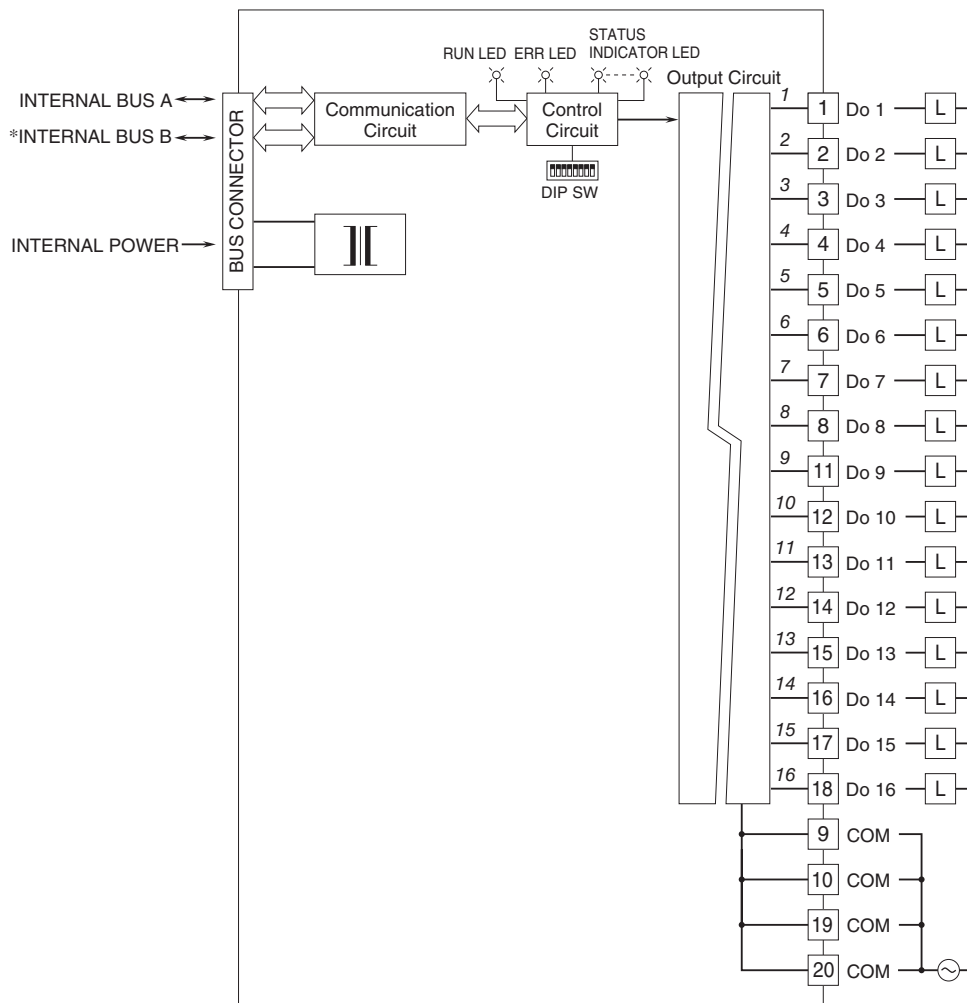 RUN LED ERR LED STATUS
INDICATOR LED
INTERNAL BUS A
*INTERNAL BUS B
INTERNAL POWER
BUS CONNECTOR
Communication
Circuit
Control
Circuit
DIP SW
Output Circuit
1 1 Do 1 L
2 2 Do 2 L
3 3 Do 3 L
4 4 Do 4 L
5 5 Do 5 L
6 6 Do 6 L
7 7 Do 7 L
8 8 Do 8 L
9 11 Do 9 L
10 12 Do 10 L
11 13 Do 11 L
12 14 Do 12 L
13 15 Do 13 L
14 16 Do 14 L
15 17 Do 15 L
16 18 Do 16 L
9 COM
10 COM
19 COM
20 COM